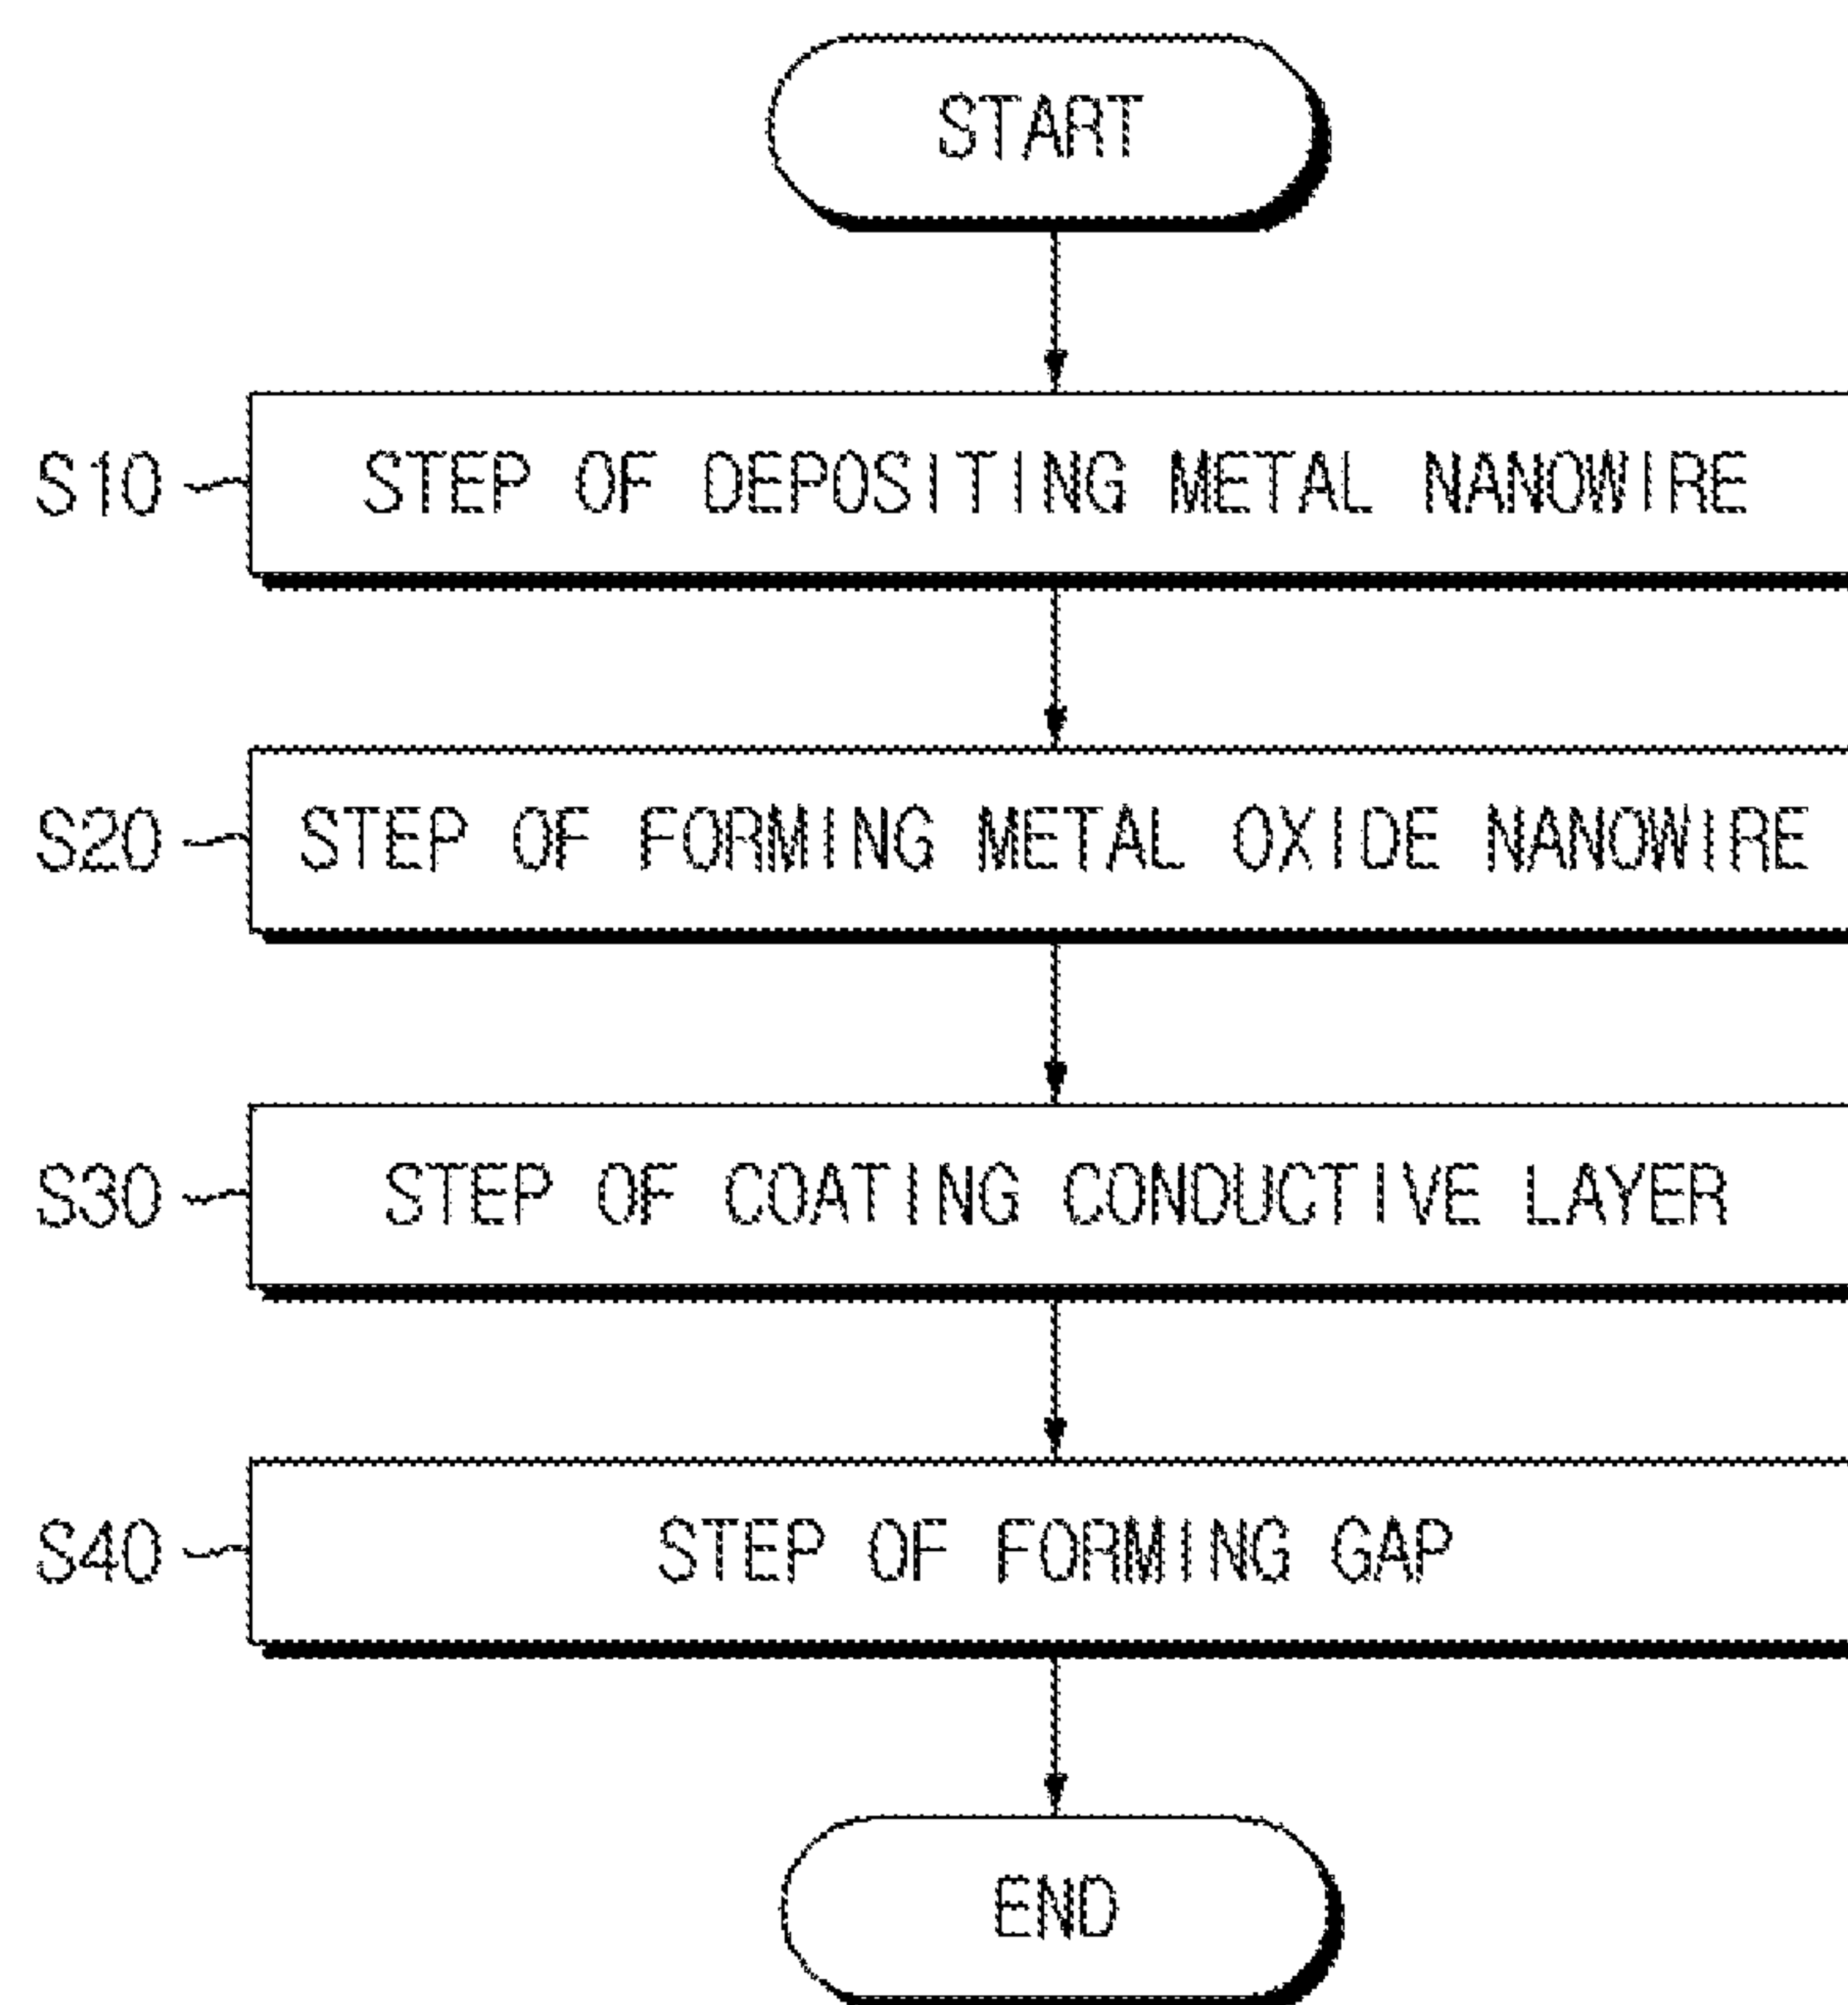 START
S10 STEP OF DEPOSITING METAL NANOWIRE
S20 STEP OF FORMING METAL OXIDE NANOWIRE
S30 STEP OF COATING CONDUCTIVE LAYER
S40 STEP OF FORMING GAP
END